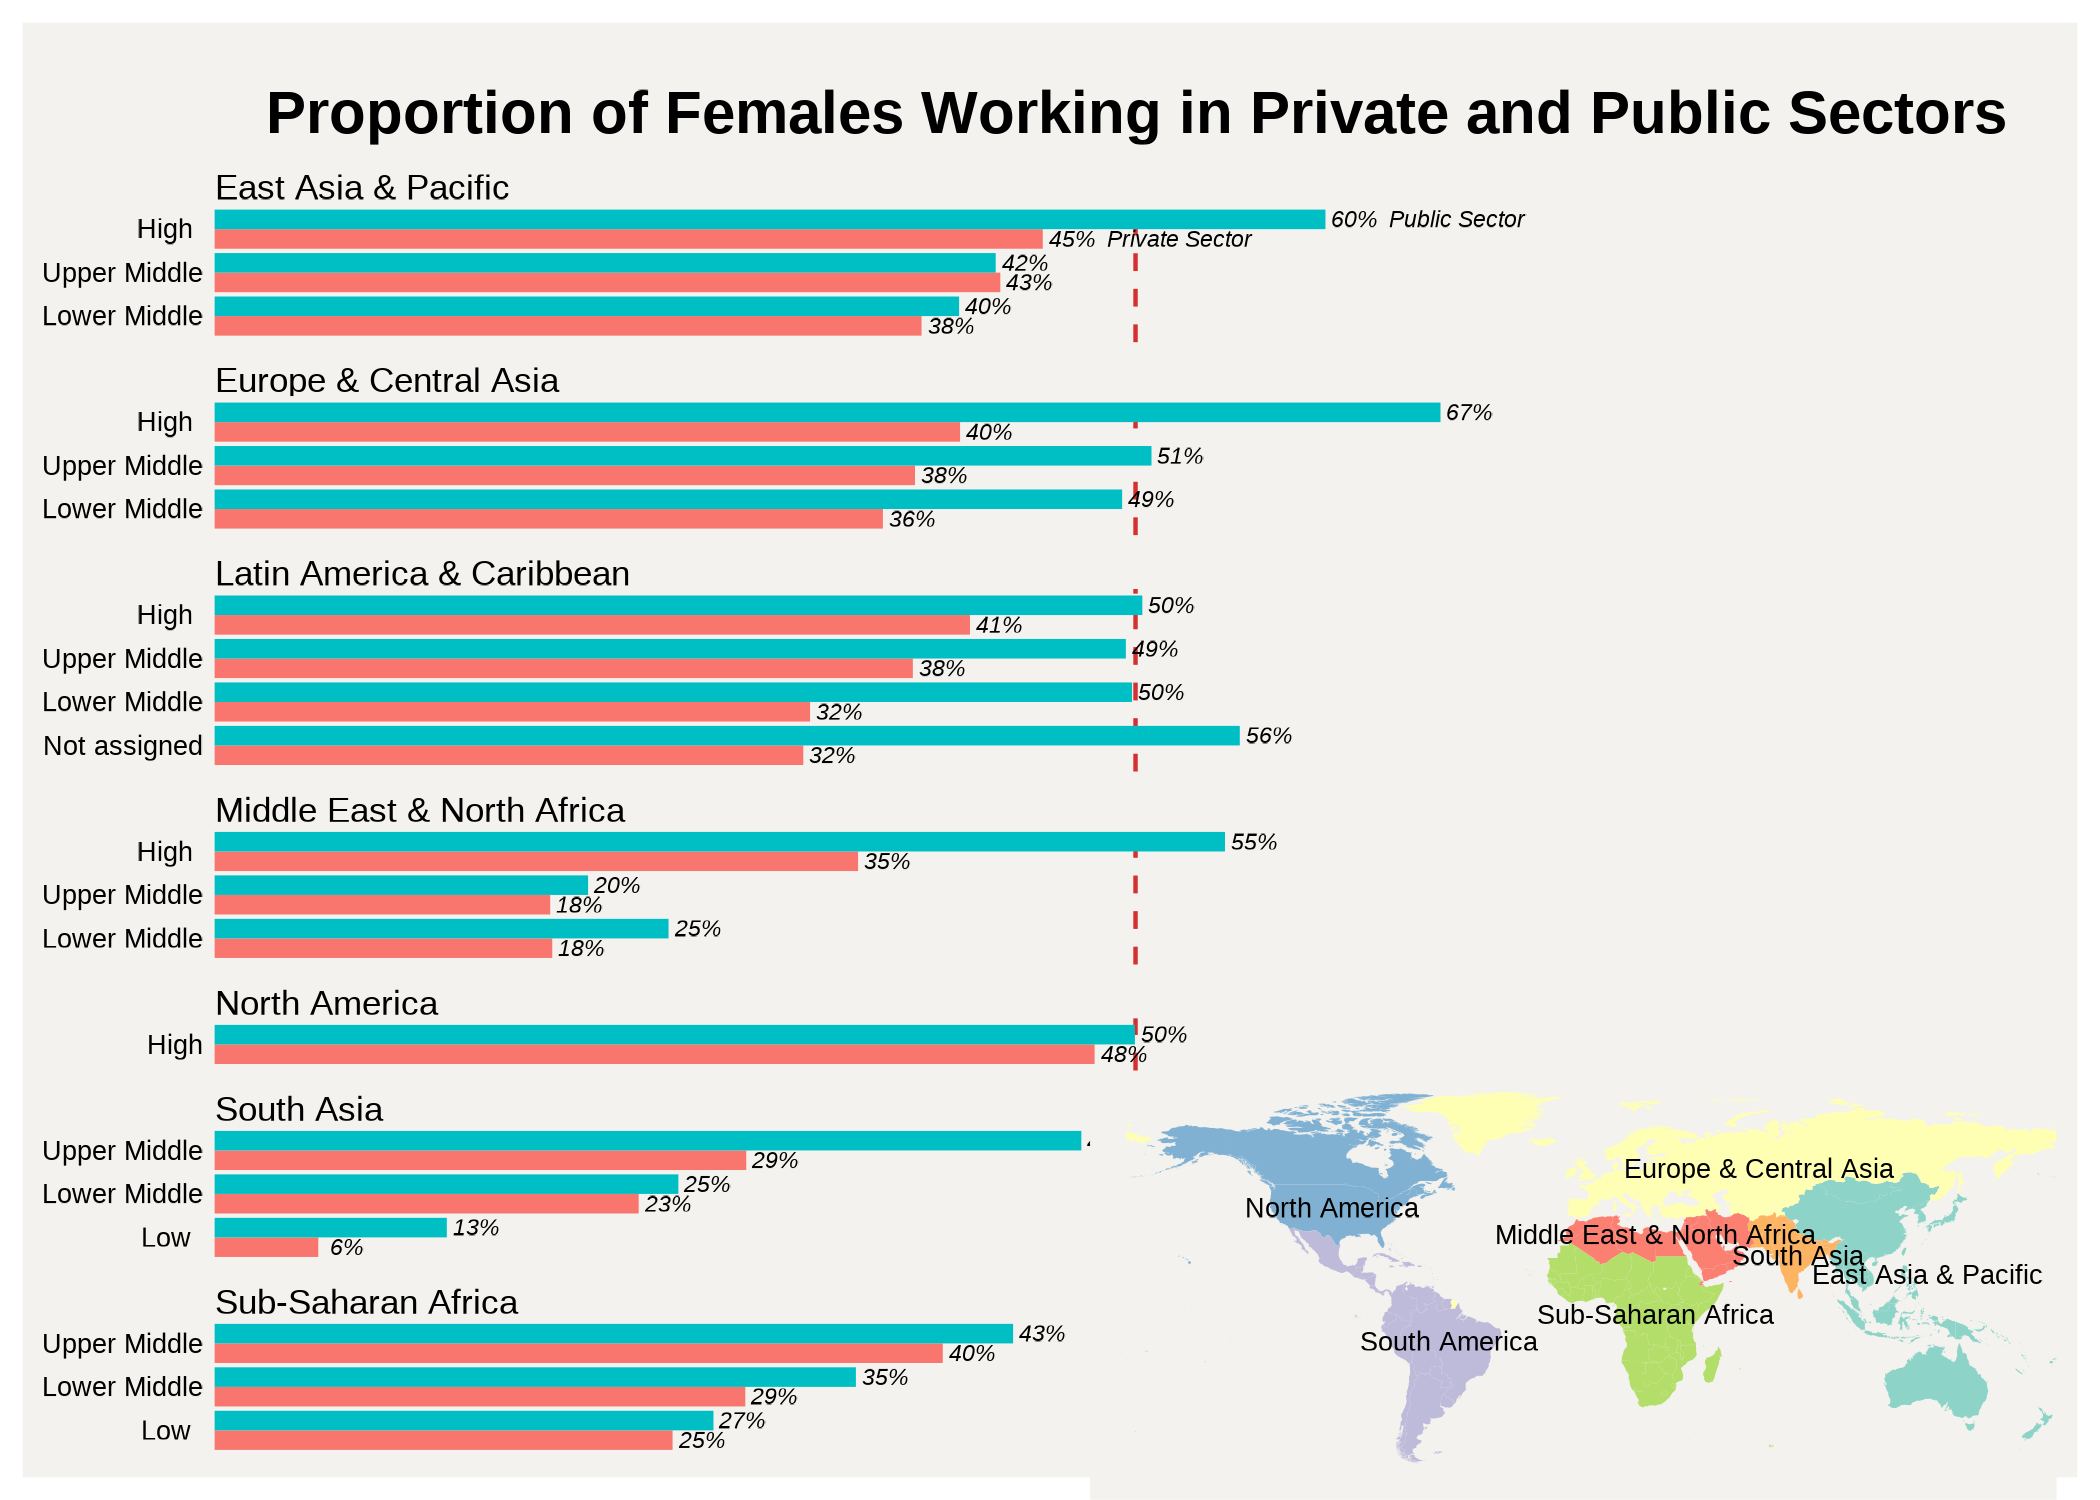 Proportion of Females Working in Private and Public Sectors
East Asia & Pacific
High 60% Public Sector
45% Private Sector
Upper Middle 42%
43%
Lower Middle 40%
38%
Europe & Central Asia
High 67%
40%
Upper Middle 51%
38%
Lower Middle 49%
36%
Latin America & Caribbean
High 50%
41%
Upper Middle 49%
38%
Lower Middle 50%
32%
Not assigned 56%
32%
Middle East & North Africa
High 55%
35%
Upper Middle 20%
18%
Lower Middle 25%
18%
North America
High 50%
48%
South Asia
Upper Middle
29%
Lower Middle 25%
23%
Low 13%
6%
Sub-Saharan Africa
Upper Middle 43%
40%
Lower Middle 35%
29%
Low 27%
25%
Europe & Central Asia
North America
Middle East & North Africa
South Asia
East Asia & Pacific
Sub-Saharan Africa
South America